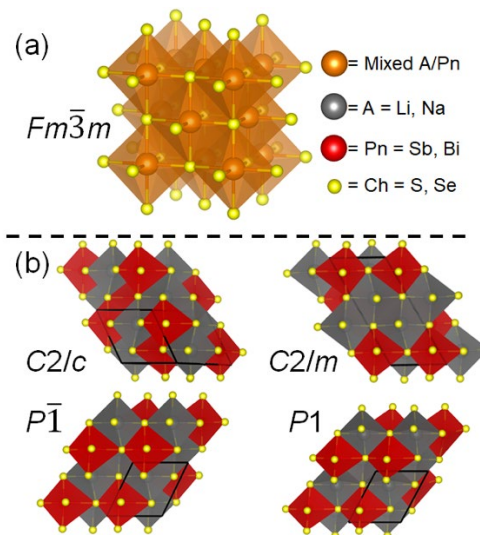 (a)
Fm3̄m
= Mixed A/Pn
= A = Li, Na
= Pn = Sb, Bi
= Ch = S, Se
(b)
C2/c
C2/m
P1̄
P1